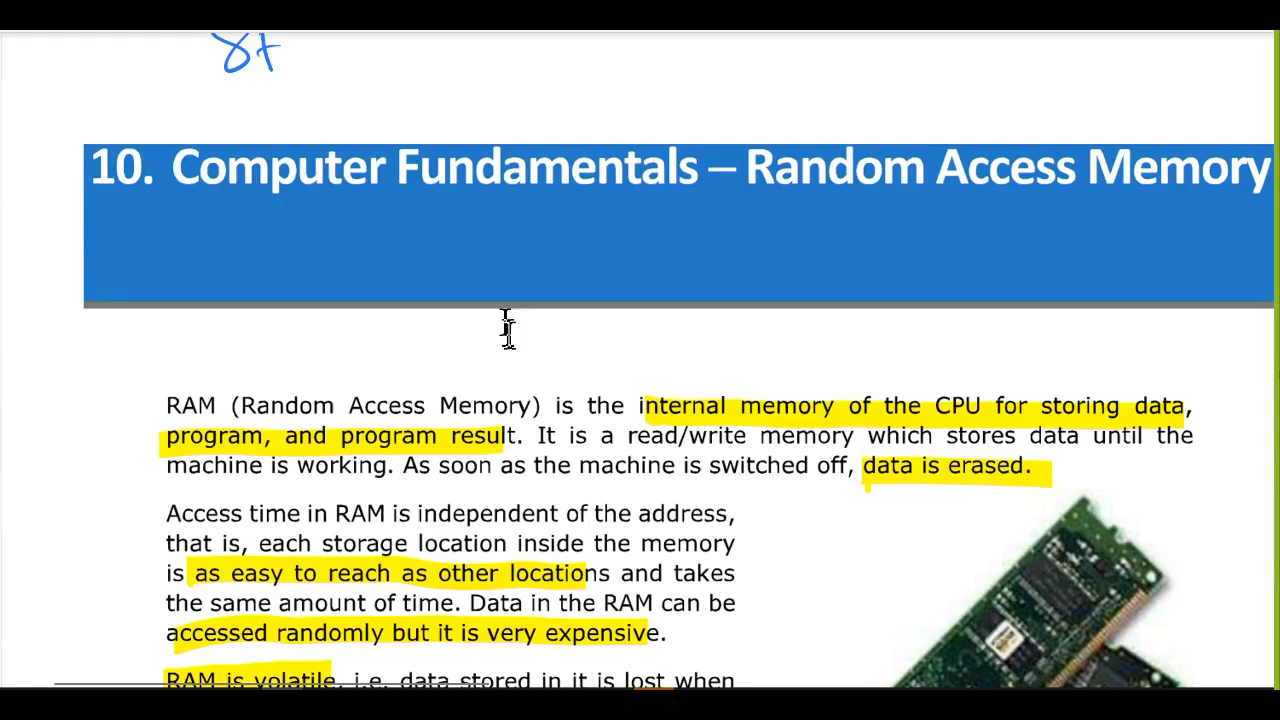 8t
10. Computer Fundamentals – Random Access Memory
RAM (Random Access Memory) is the internal memory of the CPU for storing data,
program, and program result. It is a read/write memory which stores data until the
machine is working. As soon as the machine is switched off, data is erased.
Access time in RAM is independent of the address,
that is, each storage location inside the memory
is as easy to reach as other locations and takes
the same amount of time. Data in the RAM can be
accessed randomly but it is very expensive.
RAM is volatile, i.e. data stored in it is lost when